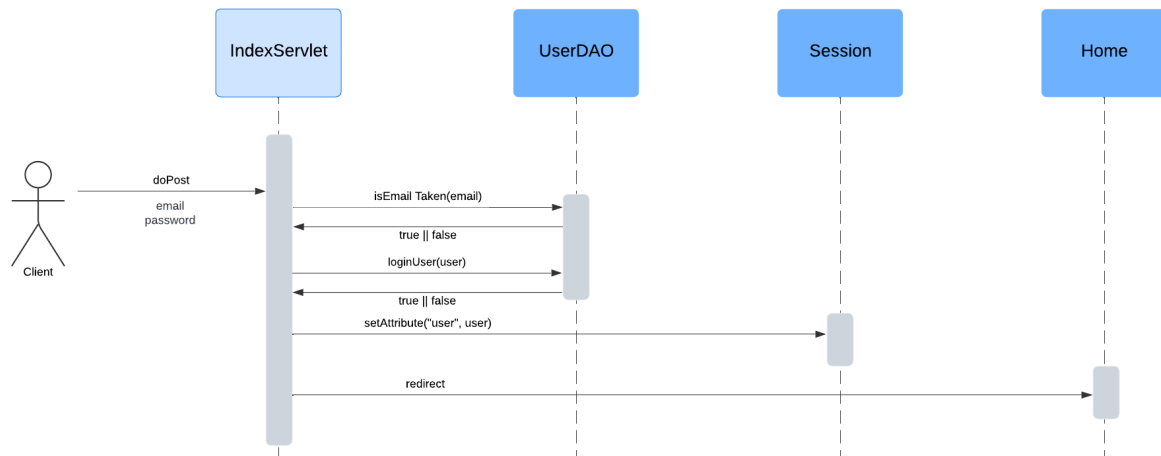 IndexServlet
UserDAO
Session
Home
doPost
email
password
Client
isEmail Taken(email)
true || false
loginUser(user)
true || false
setAttribute("user", user)
redirect